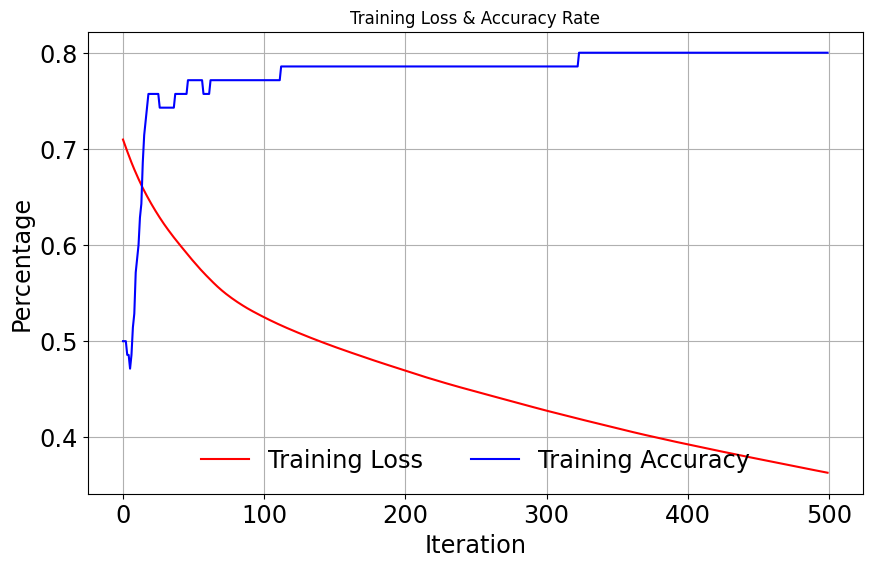 Training Loss & Accuracy Rate
0.8
0.7
0.6
0.5
0.4
Percentage
Training Loss
Training Accuracy
0 100 200 300 400 500
Iteration